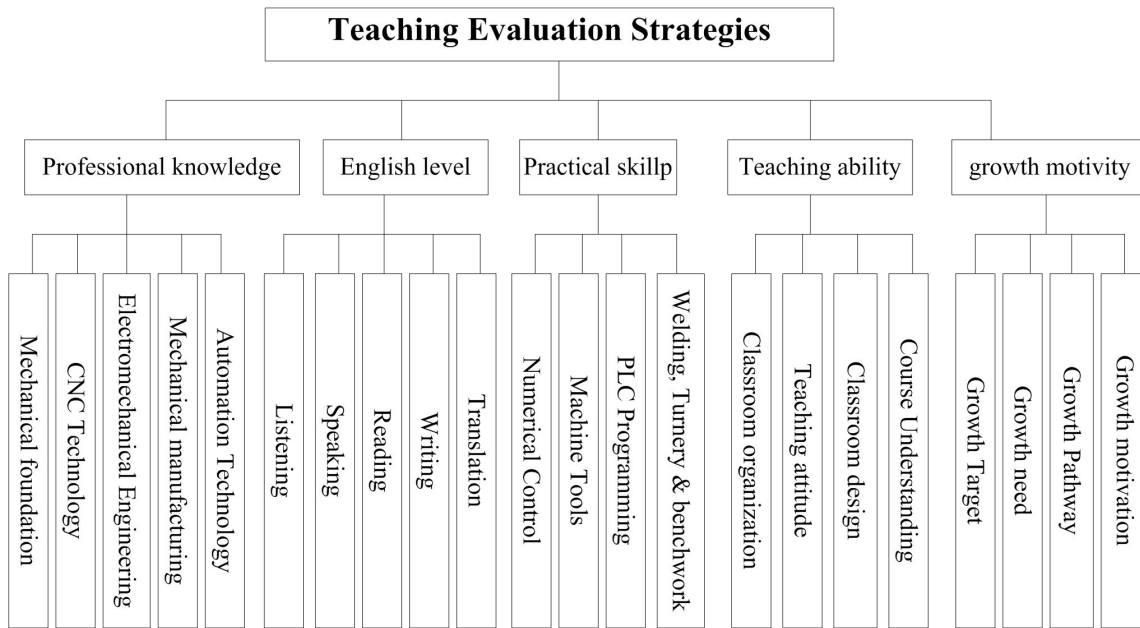 Teaching Evaluation Strategies
Professional knowledge
English level
Practical skillp
Teaching ability
growth motivity
Mechanical foundation
CNC Technology
Electromechanical Engineering
Mechanical manufacturing
Automation Technology
Listening
Speaking
Reading
Writing
Translation
Numerical Control
Machine Tools
PLC Programming
Welding, Turnery & benchwork
Classroom organization
Teaching attitude
Classroom design
Course Understanding
Growth Target
Growth need
Growth Pathway
Growth motivation